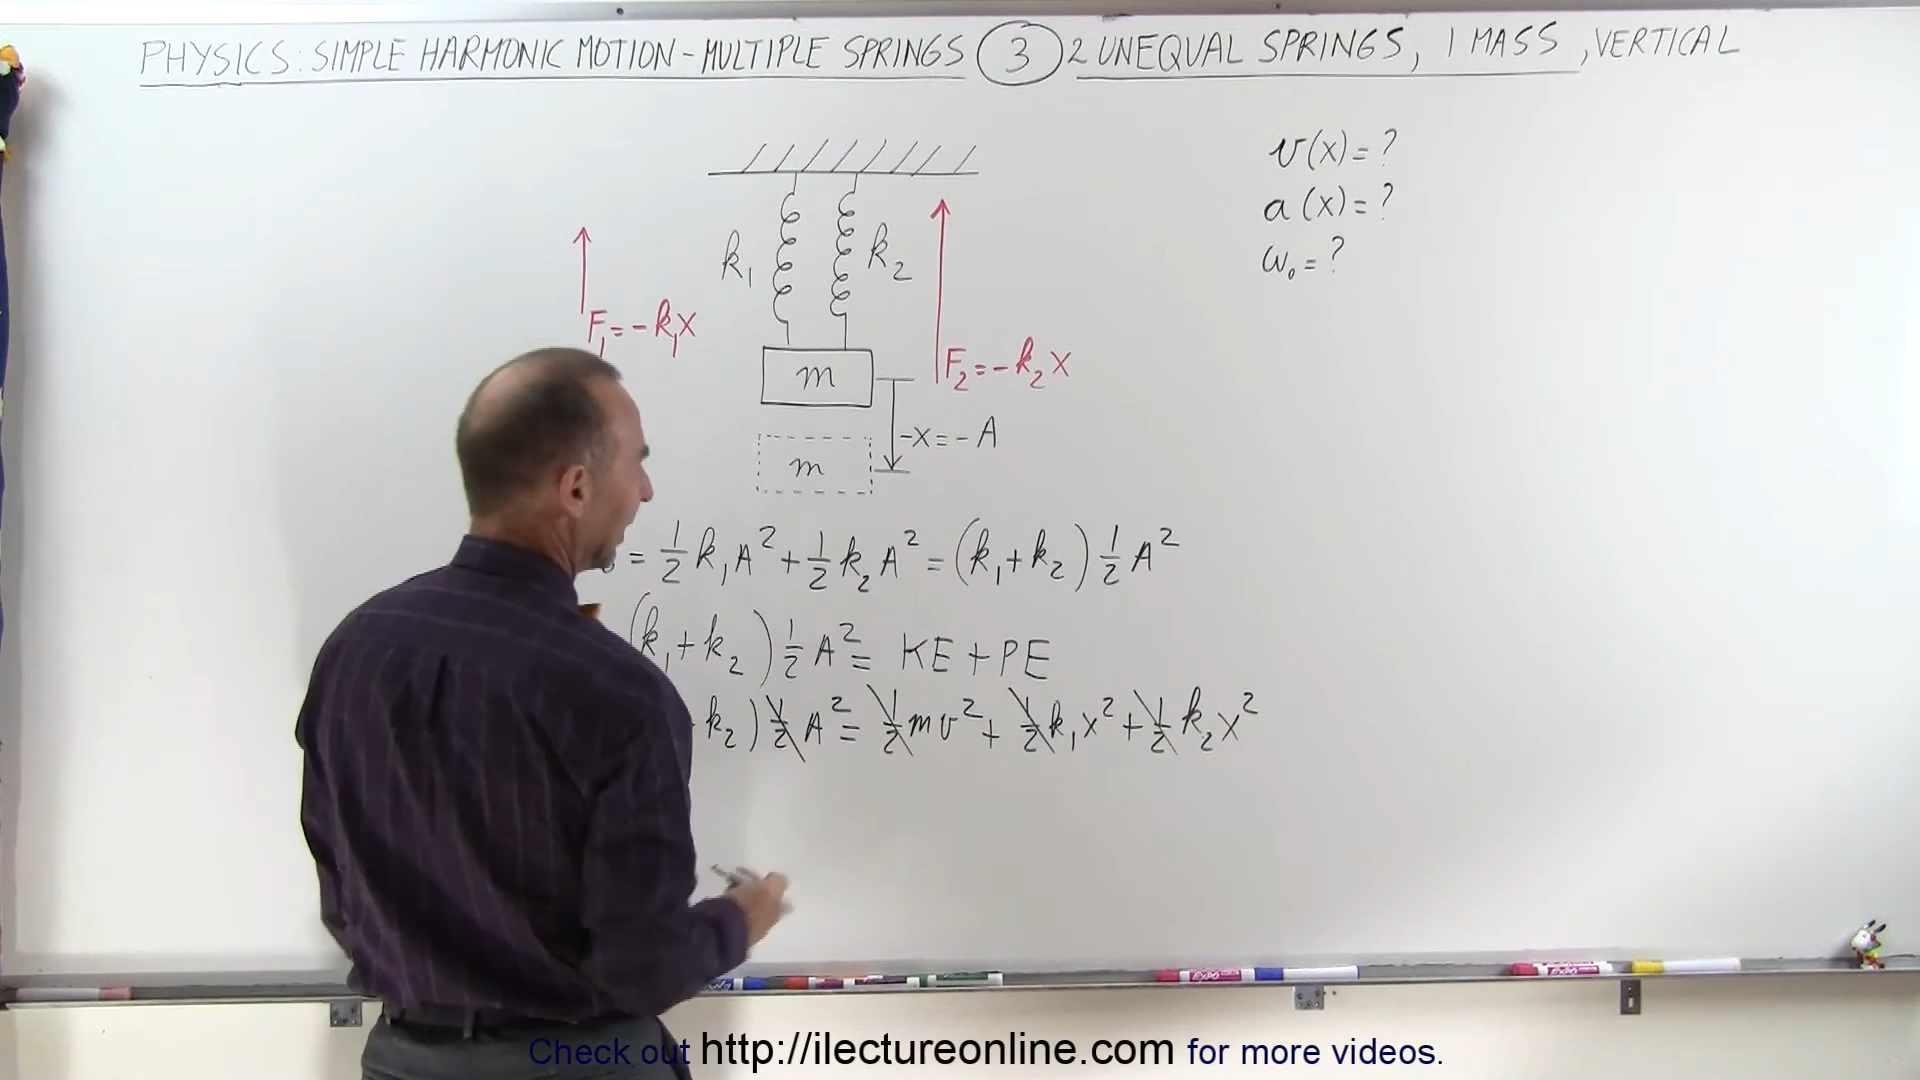 PHYSICS: SIMPLE HARMONIC MOTION - MULTIPLE SPRINGS 3 2 UNEQUAL SPRINGS, 1 MASS, VERTICAL
v(x) = ?
a(x) = ?
ω₀ = ?
k₁ k₂
F₁ = -k₁x
m
F₂ = -k₂x
-x = -A
m
= ½k₁A² + ½k₂A² = (k₁+k₂)½A²
(k₁+k₂)½A² = KE + PE
k₂)½A² = ½mv² + ½k₁x² + ½k₂x²
EXPO
Check out http://ilectureonline.com for more videos.